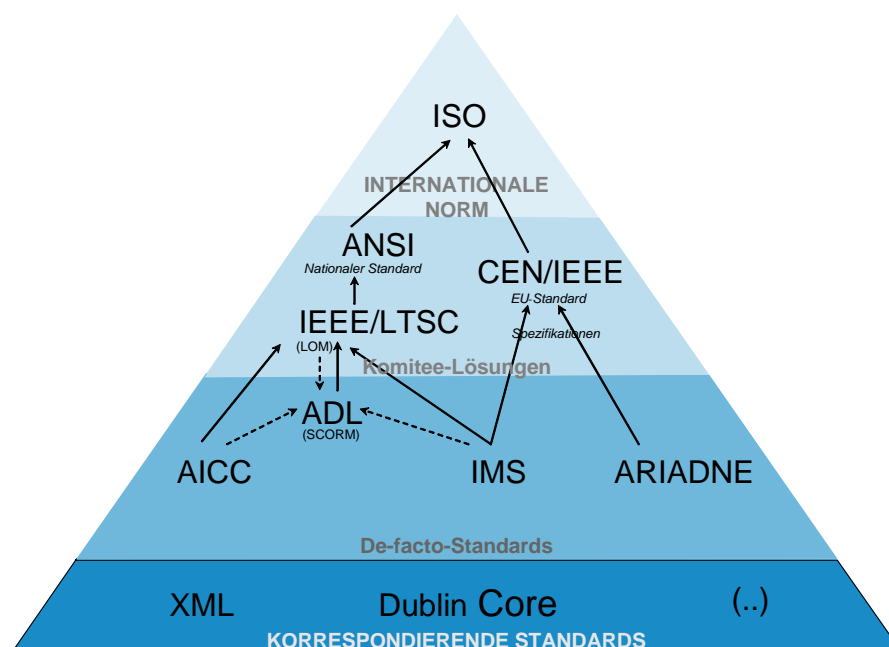 ISO
INTERNATIONALE
NORM
ANSI
Nationaler Standard
CEN/IEEE
EU-Standard
IEEE/LTSC
(LOM)
Spezifikationen
Komitee-Lösungen
ADL
(SCORM)
AICC
IMS
ARIADNE
De-facto-Standards
XML
Dublin Core
(..)
KORRESPONDIERENDE STANDARDS